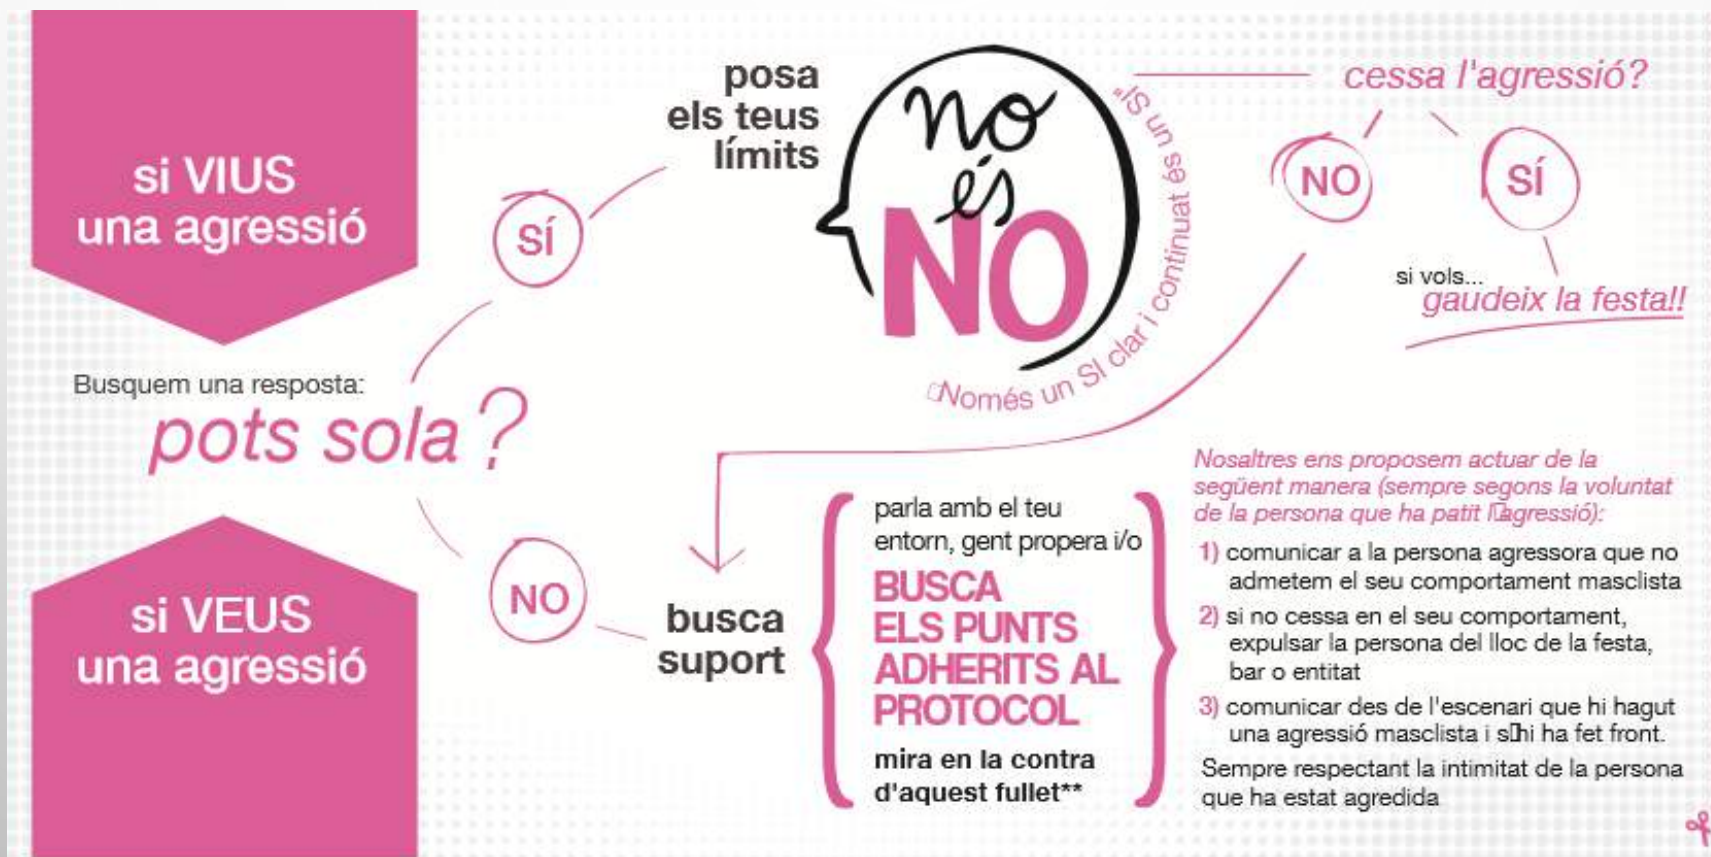 si VIUS
una agressió
Busquem una resposta:
pots sola?
si VEUS
una agressió
SÍ
posa
els teus
límits
no
és
NO
"Només un SI clar i continuat és un SI"
cessa l'agressió?
NO
SÍ
si vols...
gaudeix la festa!!
NO
busca
suport
parla amb el teu
entorn, gent propera i/o
BUSCA
ELS PUNTS
ADHERITS AL
PROTOCOL
mira en la contra
d'aquest fullet**
Nosaltres ens proposem actuar de la
següent manera (sempre segons la voluntat
de la persona que ha patit l▯agressió):
1) comunicar a la persona agressora que no
admetem el seu comportament masclista
2) si no cessa en el seu comportament,
expulsar la persona del lloc de la festa,
bar o entitat
3) comunicar des de l'escenari que hi hagut
una agressió masclista i s▯hi ha fet front.
Sempre respectant la intimitat de la persona
que ha estat agredida